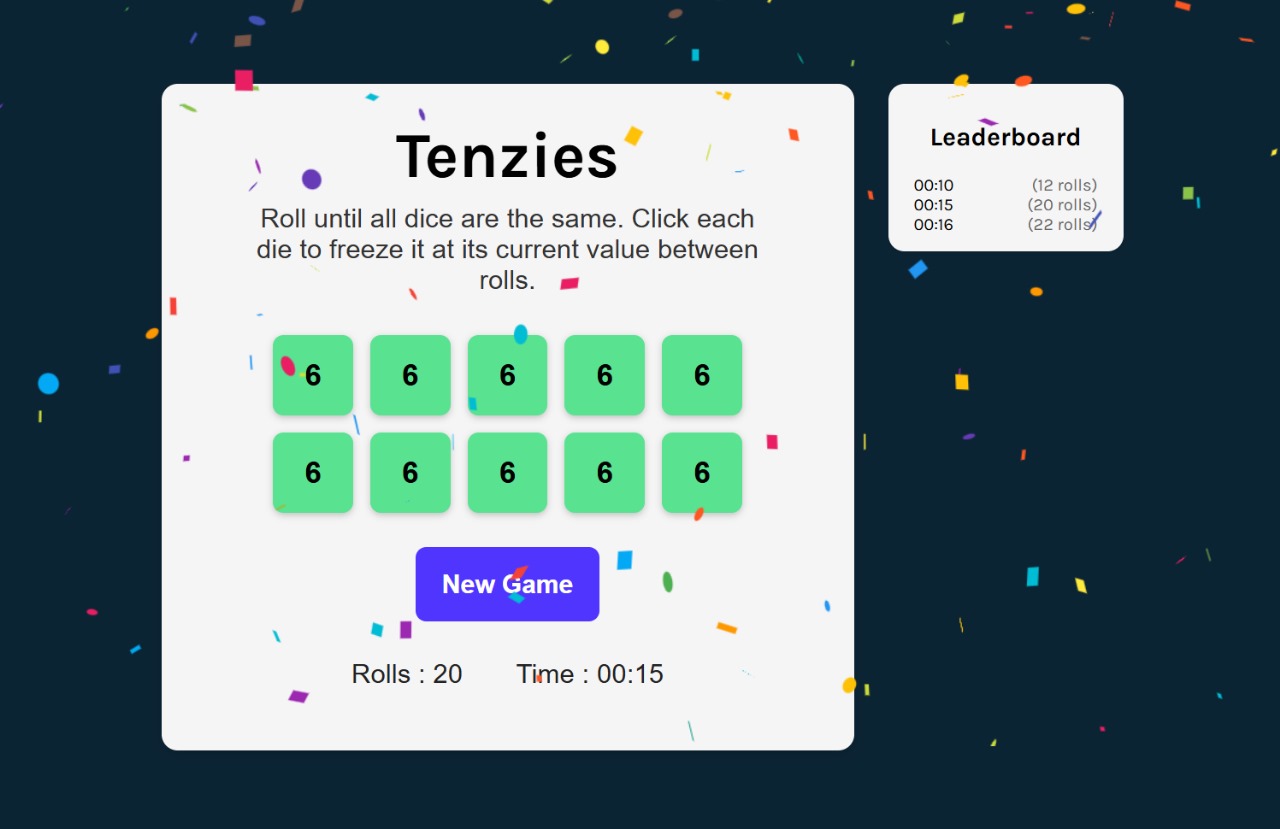 Tenzies
Roll until all dice are the same. Click each
die to freeze it at its current value between
rolls.
6 6 6 6 6
6 6 6 6 6
New Game
Rolls : 20 Time : 00:15
Leaderboard
00:10 (12 rolls)
00:15 (20 rolls)
00:16 (22 rolls)